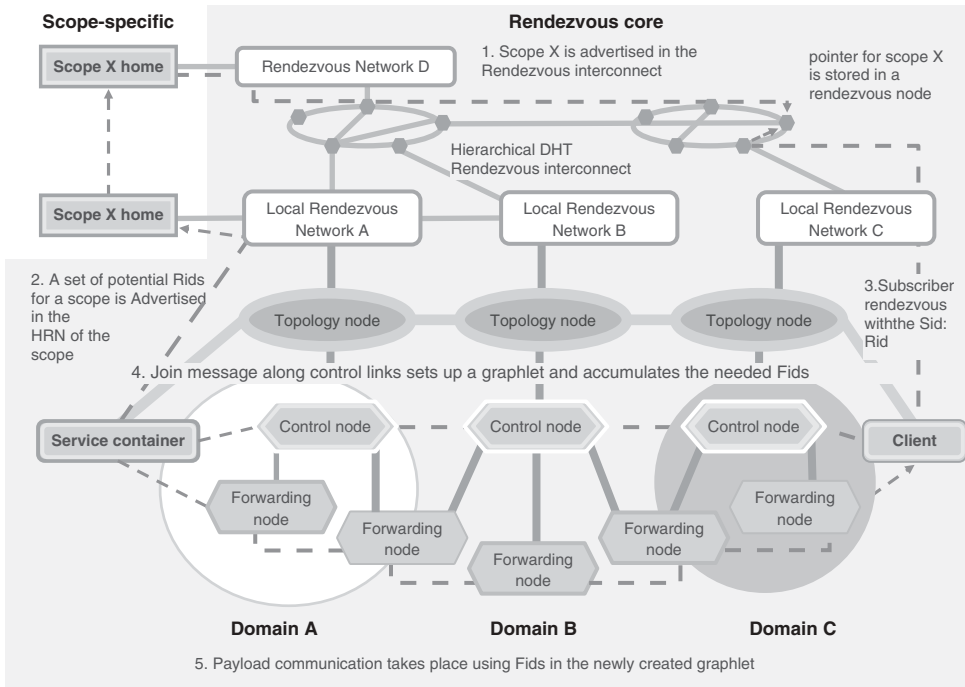 Scope-specific
Rendezvous core
Scope X home
Rendezvous Network D
1. Scope X is advertised in the
Rendezvous interconnect
pointer for scope X
is stored in a
rendezvous node
Hierarchical DHT
Rendezvous interconnect
Scope X home
Local Rendezvous
Network A
Local Rendezvous
Network B
Local Rendezvous
Network C
2. A set of potential Rids
for a scope is Advertised
in the
HRN of the
scope
3.Subscriber
rendezvous
withthe Sid:
Rid
Topology node
Topology node
Topology node
4. Join message along control links sets up a graphlet and accumulates the needed Fids
Service container
Control node
Control node
Control node
Client
Forwarding
node
Forwarding
node
Forwarding
node
Forwarding
node
Forwarding
node
Domain A
Domain B
Domain C
5. Payload communication takes place using Fids in the newly created graphlet